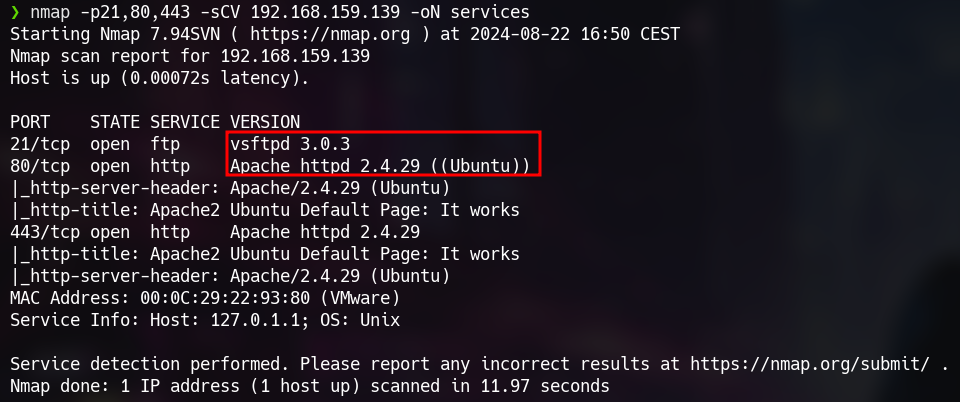 ❯ nmap -p21,80,443 -sCV 192.168.159.139 -oN services
Starting Nmap 7.94SVN ( https://nmap.org ) at 2024-08-22 16:50 CEST
Nmap scan report for 192.168.159.139
Host is up (0.00072s latency).

PORT    STATE SERVICE VERSION
21/tcp  open  ftp     vsftpd 3.0.3
80/tcp  open  http    Apache httpd 2.4.29 ((Ubuntu))
|_http-server-header: Apache/2.4.29 (Ubuntu)
|_http-title: Apache2 Ubuntu Default Page: It works
443/tcp open  http    Apache httpd 2.4.29
|_http-title: Apache2 Ubuntu Default Page: It works
|_http-server-header: Apache/2.4.29 (Ubuntu)
MAC Address: 00:0C:29:22:93:80 (VMware)
Service Info: Host: 127.0.1.1; OS: Unix

Service detection performed. Please report any incorrect results at https://nmap.org/submit/ .
Nmap done: 1 IP address (1 host up) scanned in 11.97 seconds